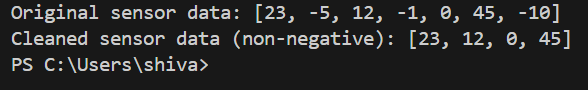 Original sensor data: [23, -5, 12, -1, 0, 45, -10]
Cleaned sensor data (non-negative): [23, 12, 0, 45]
PS C:\Users\shiva>